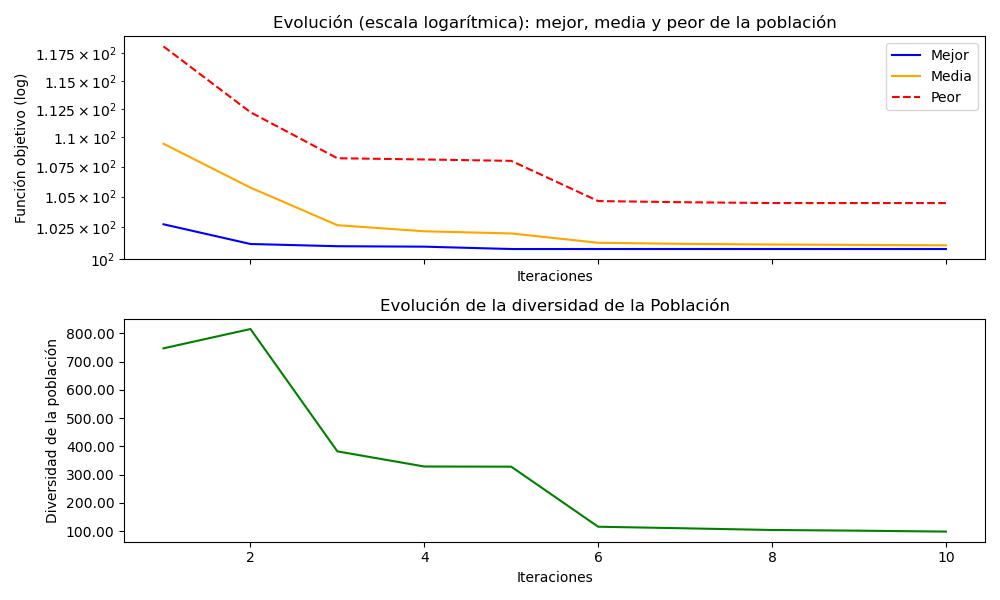 Evolución (escala logarítmica): mejor, media y peor de la población
Función objetivo (log)
1.175 × 10²
1.15 × 10²
1.125 × 10²
1.1 × 10²
1.075 × 10²
1.05 × 10²
1.025 × 10²
10²
Mejor
Media
Peor
Iteraciones
Evolución de la diversidad de la Población
Diversidad de la población
800.00
700.00
600.00
500.00
400.00
300.00
200.00
100.00
2 4 6 8 10
Iteraciones